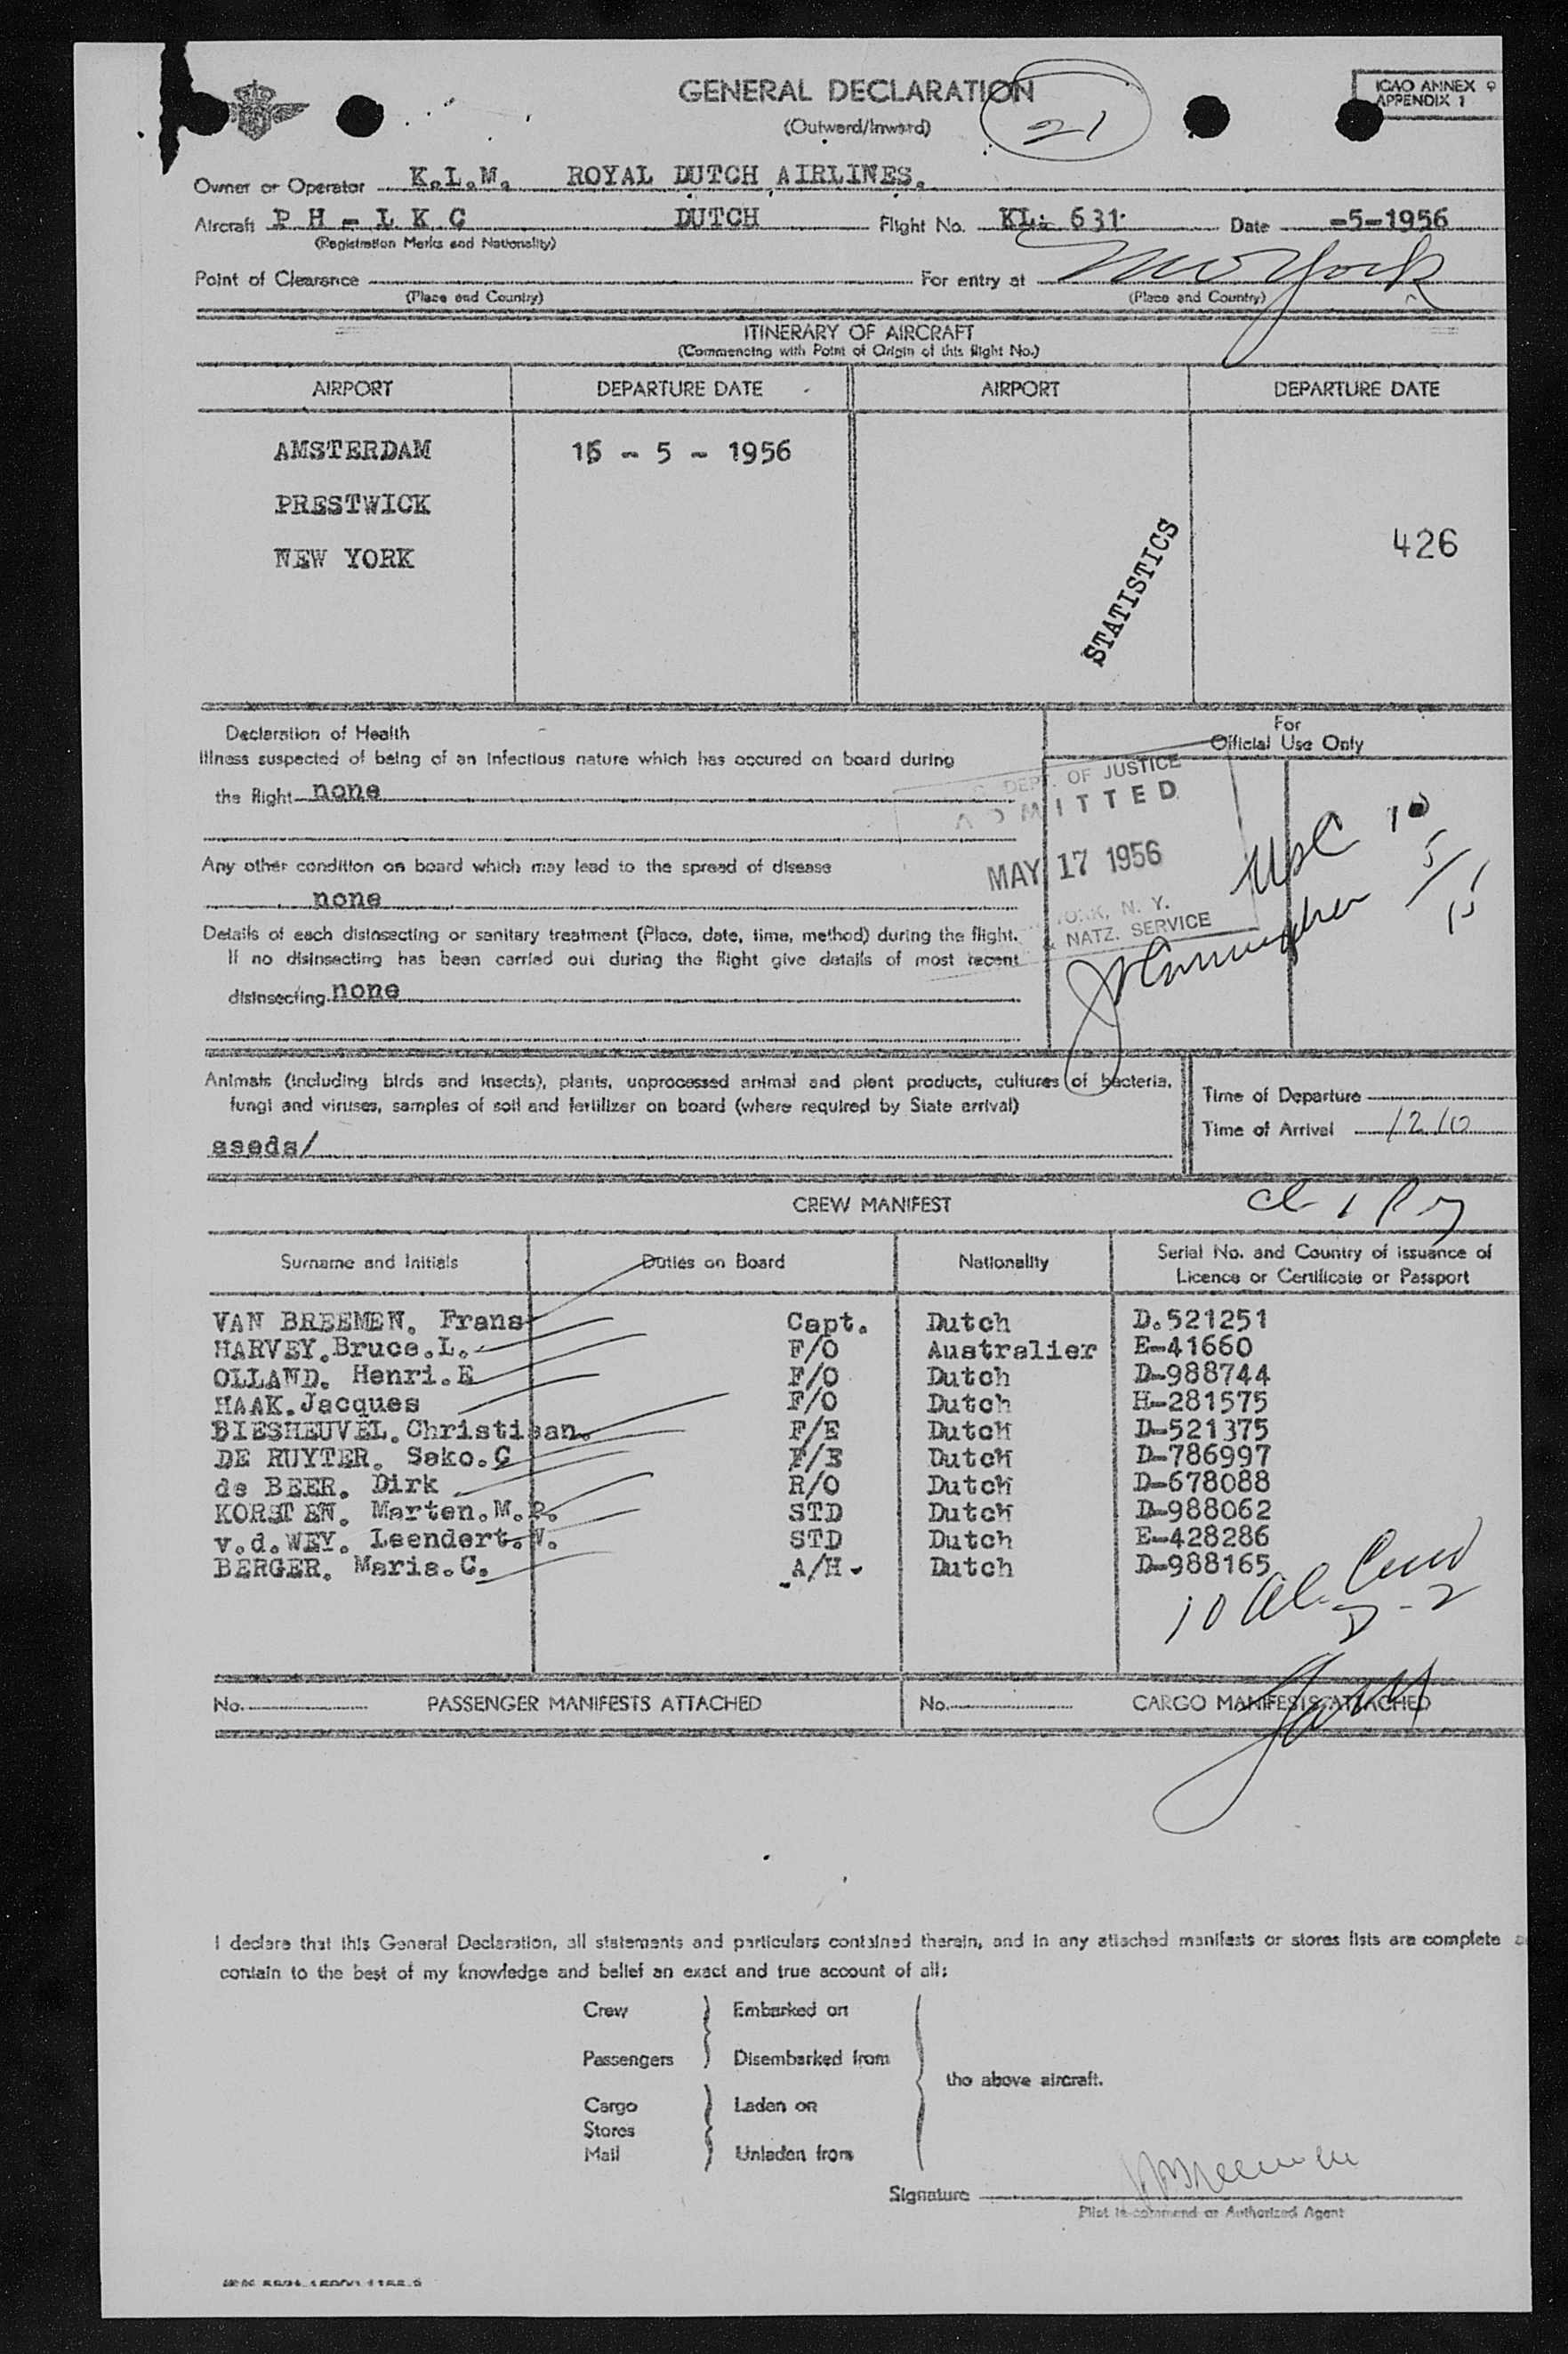 GENERAL DECLARATION
(Outward/Inward)
21
ICAO ANNEX 9
APPENDIX 1
Owner or Operator K.L.M. ROYAL DUTCH AIRLINES.
Aircraft P H - L K C DUTCH Flight No. KL: 631 Date -5-1956
(Registration Marks and Nationality)
Point of Clearance For entry at New York
(Place and Country) (Place and Country)
ITINERARY OF AIRCRAFT
(Commencing with Point of Origin of this flight No.)
AIRPORT DEPARTURE DATE AIRPORT DEPARTURE DATE
AMSTERDAM 16 - 5 - 1956
PRESTWICK
NEW YORK
STATISTICS
426
Declaration of Health
For
Official Use Only
Illness suspected of being of an infectious nature which has occured on board during
the flight none
DEPT. OF JUSTICE
ADMITTED
MAY 17 1956
YORK, N. Y.
& NATZ. SERVICE
Any other condition on board which may lead to the spread of disease
none
Details of each disinsecting or sanitary treatment (Place, date, time, method) during the flight.
If no disinsecting has been carried out during the flight give details of most recent
disinsecting none
Animals (including birds and insects), plants, unprocessed animal and plant products, cultures of bacteria,
fungi and viruses, samples of soil and fertilizer on board (where required by State arrival)
seeds/
Time of Departure
Time of Arrival 1210
CREW MANIFEST
Surname and Initials Duties on Board Nationality Serial No. and Country of issuance of
Licence or Certificate or Passport
VAN BREEMEN. Frans Capt. Dutch D.521251
HARVEY.Bruce.L. F/O Australier E-41660
OLLAND. Henri.E F/O Dutch D-988744
HAAK.Jacques F/O Dutch H-281575
BIESHEUVEL.Christiaan. F/E Dutch D-521375
DE RUYTER. Sako.G F/E Dutch D-786997
de BEER. Dirk R/O Dutch D-678088
KORSTEN. Marten.M.P. STD Dutch D-988062
v.d.WEY. Leendert.W. STD Dutch E-428286
BERGER. Maria.C. A/H. Dutch D-988165
10 al. Crew
D-2
No. PASSENGER MANIFESTS ATTACHED No. CARGO MANIFESTS ATTACHED
I declare that this General Declaration, all statements and particulars contained therein, and in any attached manifests or stores lists are complete
contain to the best of my knowledge and belief an exact and true account of all:
Crew Embarked on
Passengers Disembarked from
the above aircraft.
Cargo Laden on
Stores
Mail Unladen from
Signature
Pilot in command or Authorized Agent